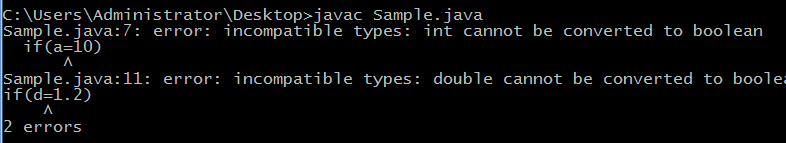 C:\Users\Administrator\Desktop>javac Sample.java
Sample.java:7: error: incompatible types: int cannot be converted to boolean
if(a=10)
^
Sample.java:11: error: incompatible types: double cannot be converted to boolea
if(d=1.2)
^
2 errors